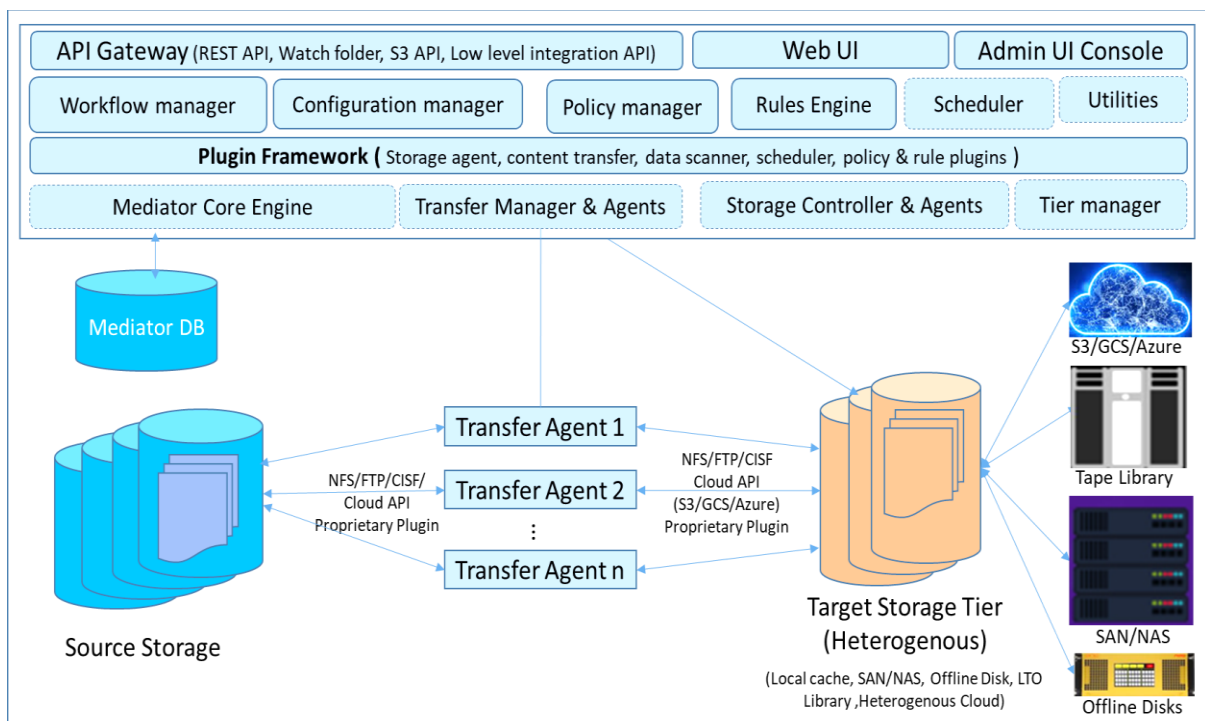 API Gateway (REST API, Watch folder, S3 API, Low level integration API)
Web UI
Admin UI Console
Workflow manager
Configuration manager
Policy manager
Rules Engine
Scheduler
Utilities
Plugin Framework ( Storage agent, content transfer, data scanner, scheduler, policy & rule plugins )
Mediator Core Engine
Transfer Manager & Agents
Storage Controller & Agents
Tier manager
Mediator DB
S3/GCS/Azure
Transfer Agent 1
NFS/FTP/CISF/
Cloud API
Proprietary Plugin
Transfer Agent 2
⋮
NFS/FTP/CISF
Cloud API
(S3/GCS/Azure)
Proprietary Plugin
Tape Library
Transfer Agent n
Source Storage
Target Storage Tier
(Heterogenous)
(Local cache, SAN/NAS, Offline Disk, LTO
Library ,Heterogenous Cloud)
SAN/NAS
Offline Disks